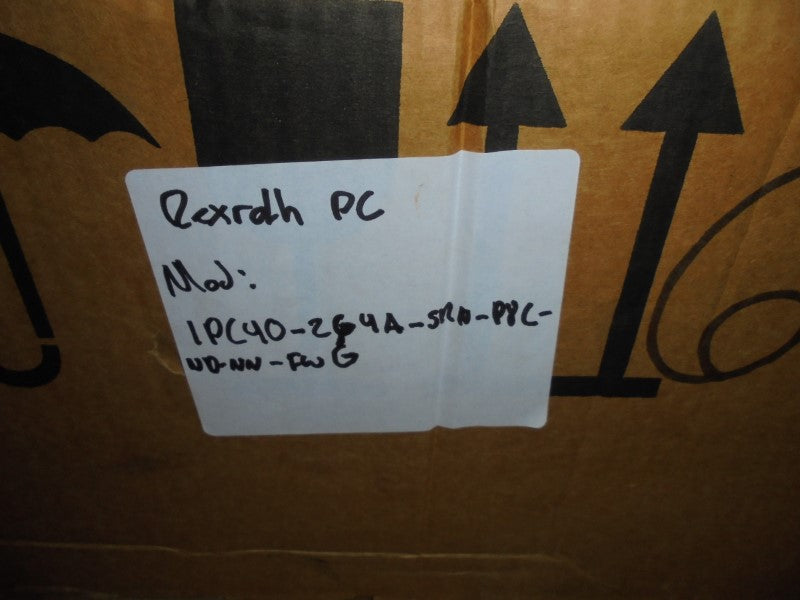 Rexroth PC
Mod:
IPC40-2G4A-SRN-P8C-
ND-NN-FWG